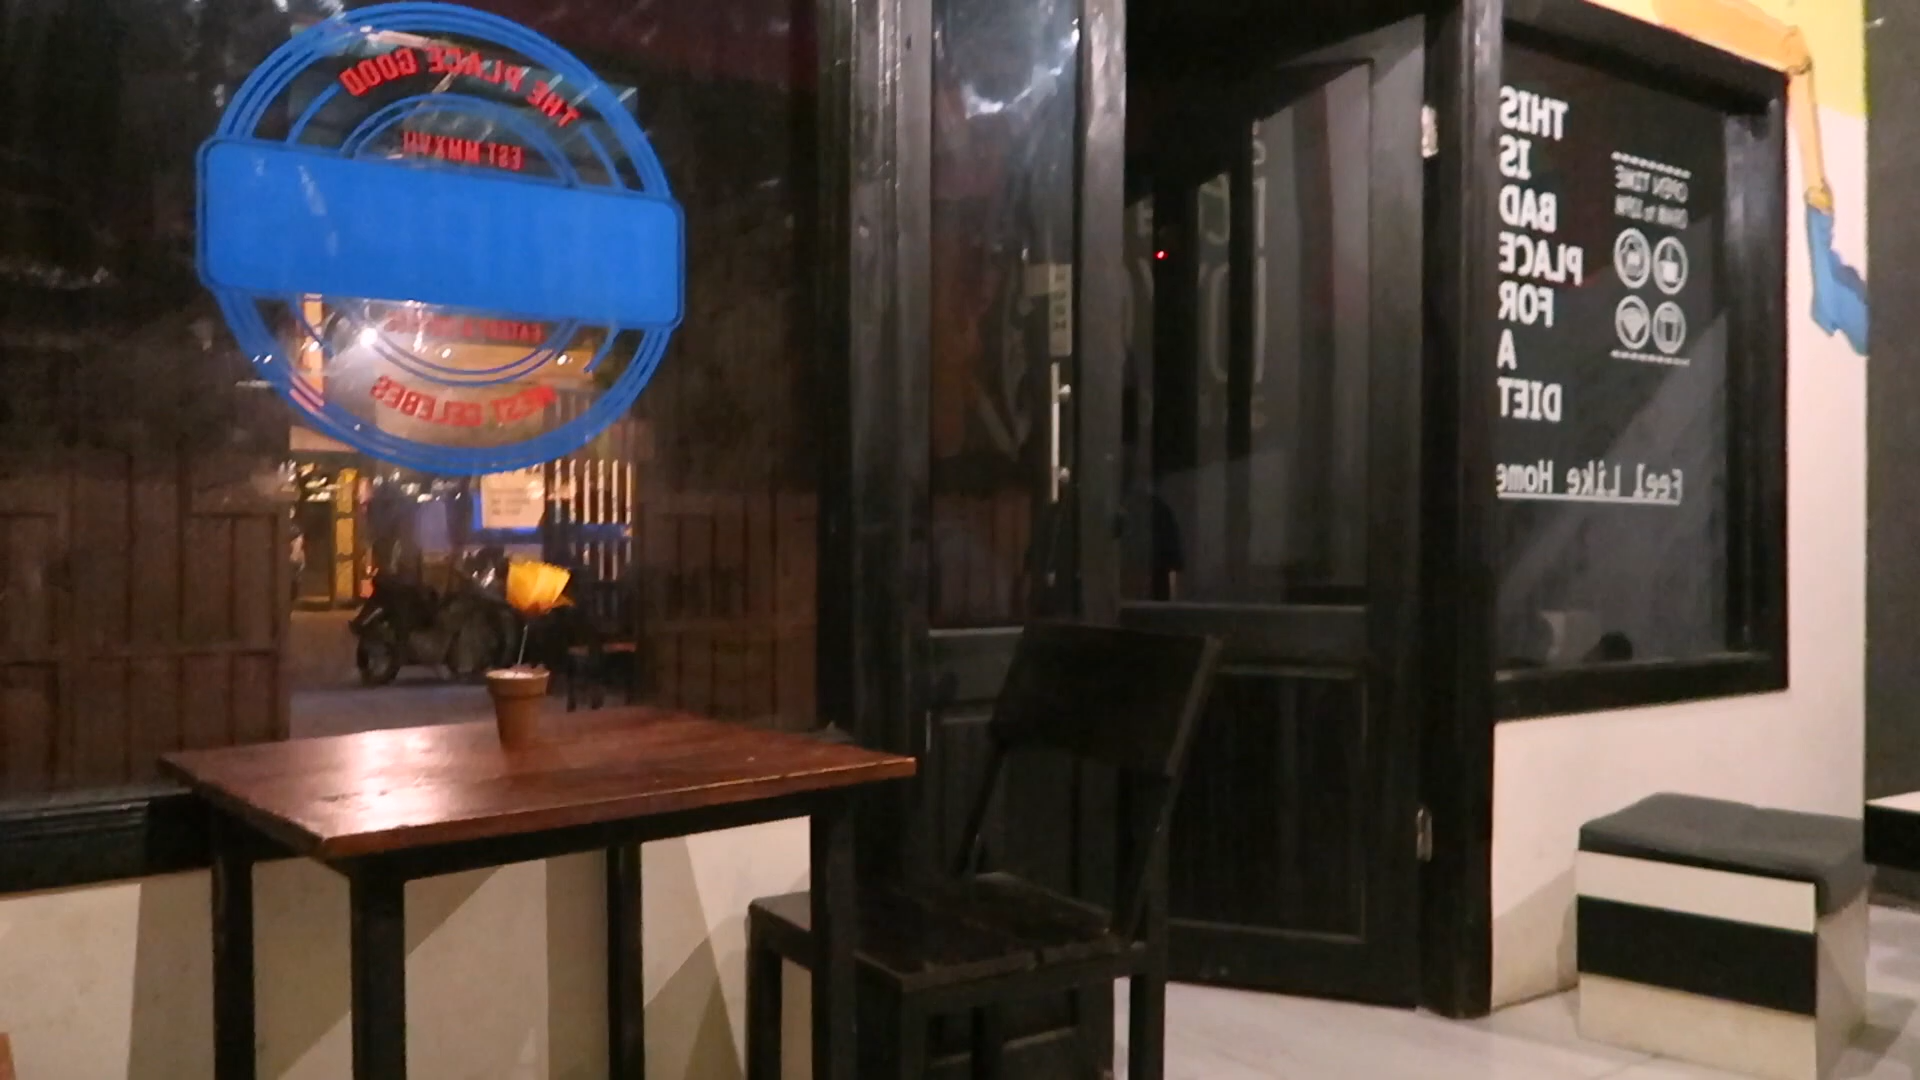 THE PLACE GOOD
EST MMXVII
WEST CELEBES
THIS
IS
BAD
PLACE
FOR
A
DIET
OPEN TIME
Feel Like Home